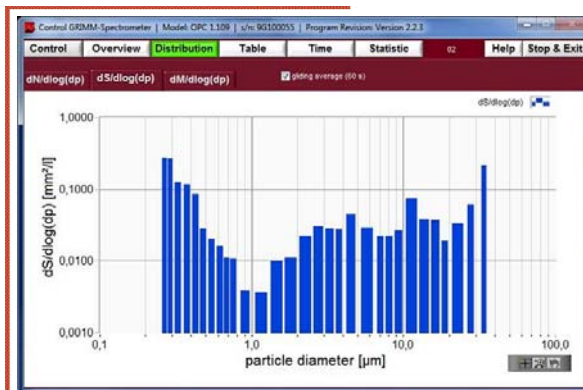 Control GRIMM-Spectrometer | Model: OPC 1.109 | s/n: 9G100055 | Program Revision: Version 2.2.3
Control Overview Distribution Table Time Statistic 02 Help Stop & Exit
dN/dlog(dp) dS/dlog(dp) dM/dlog(dp) gliding average (60 s)
dS/dlog(dp)
1,0000
0,1000
0,0100
0,0010
dS/dlog(dp) [mm²/l]
0,1 1,0 10,0 100,0
particle diameter [µm]